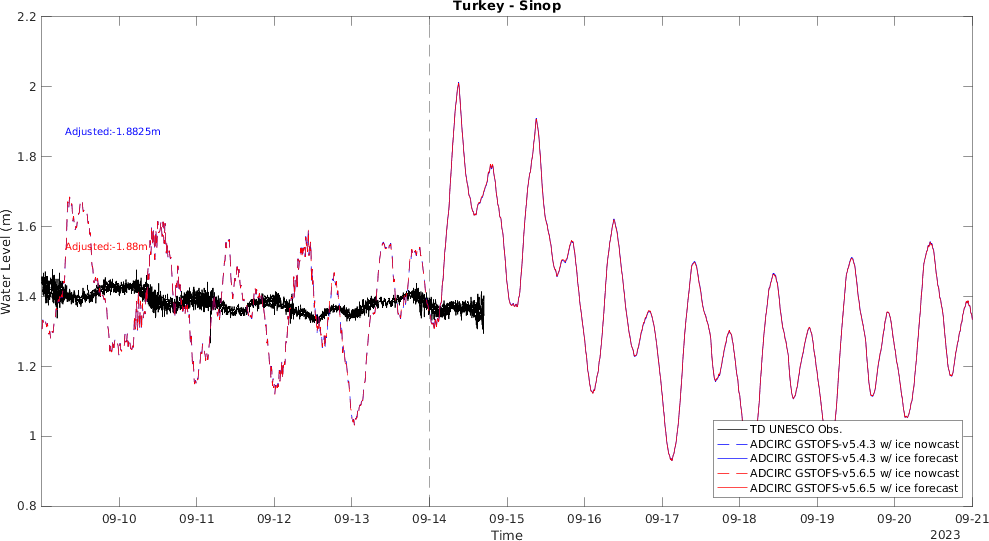 Turkey - Sinop
2.2
2
1.8
1.6
1.4
1.2
1
0.8
Water Level (m)
Adjusted:-1.8825m
Adjusted:-1.88m
TD UNESCO Obs.
ADCIRC GSTOFS-v5.4.3 w/ ice nowcast
ADCIRC GSTOFS-v5.4.3 w/ ice forecast
ADCIRC GSTOFS-v5.6.5 w/ ice nowcast
ADCIRC GSTOFS-v5.6.5 w/ ice forecast
09-10 09-11 09-12 09-13 09-14 09-15 09-16 09-17 09-18 09-19 09-20 09-21
Time
2023